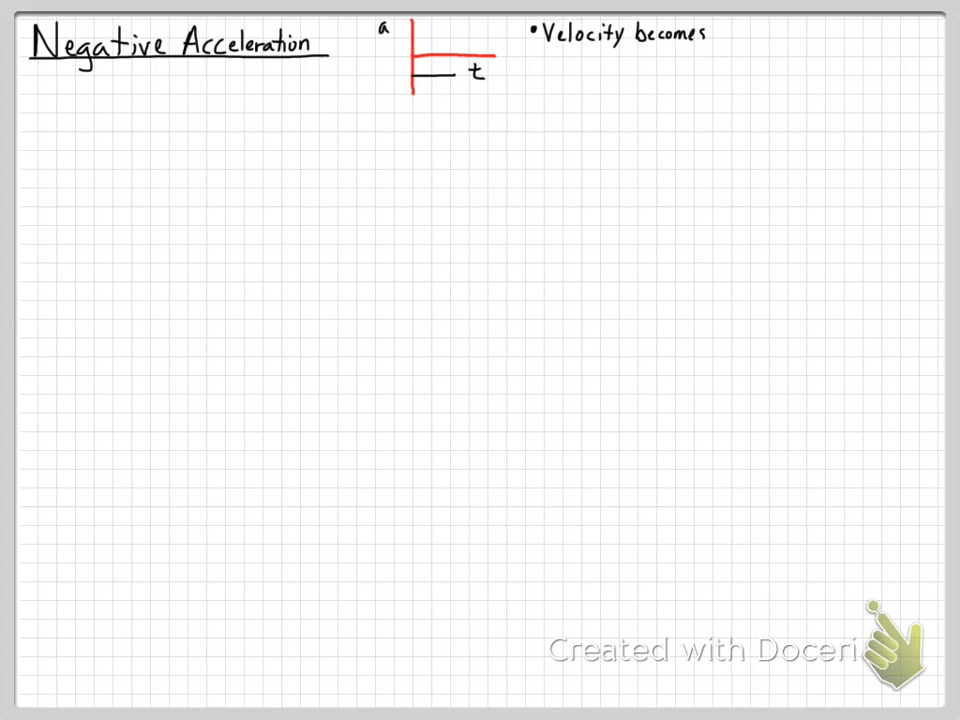 Negative Acceleration
a
t
•Velocity becomes
Created with Doceri